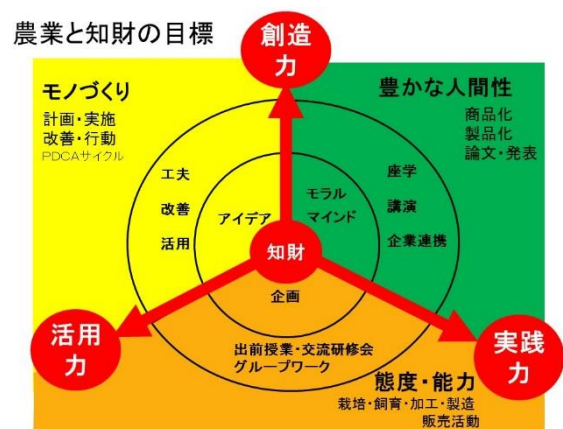 農業と知財の目標
創造
力
モノづくり
計画・実施
改善・行動
PDCAサイクル
豊かな人間性
商品化
製品化
論文・発表
工夫
改善
活用
アイデア
モラル
マインド
座学
講演
企業連携
知財
企画
活用
力
実践
力
出前授業・交流研修会
グループワーク
態度・能力
栽培・飼育・加工・製造
販売活動